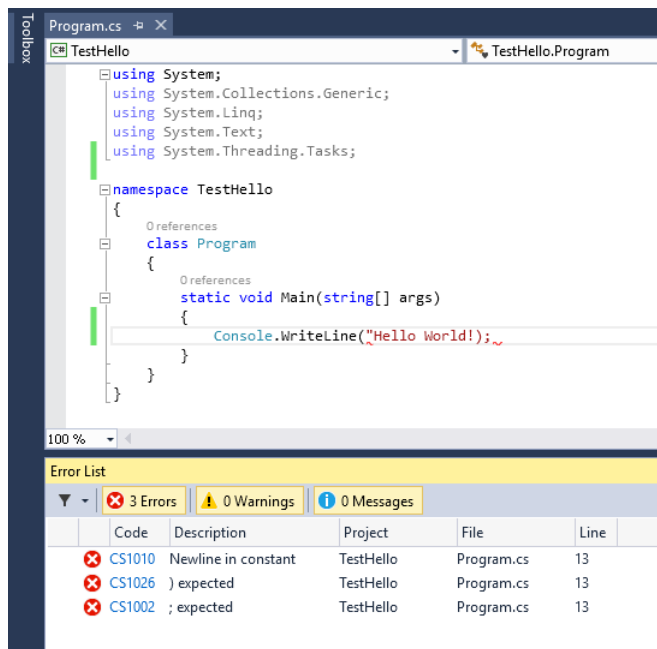 Toolbox
Program.cs
C# TestHello TestHello.Program
using System;
using System.Collections.Generic;
using System.Linq;
using System.Text;
using System.Threading.Tasks;
namespace TestHello
{
0 references
class Program
{
0 references
static void Main(string[] args)
{
Console.WriteLine("Hello World!);
}
}
}
100 %
Error List
3 Errors 0 Warnings 0 Messages
Code Description Project File Line
CS1010 Newline in constant TestHello Program.cs 13
CS1026 ) expected TestHello Program.cs 13
CS1002 ; expected TestHello Program.cs 13